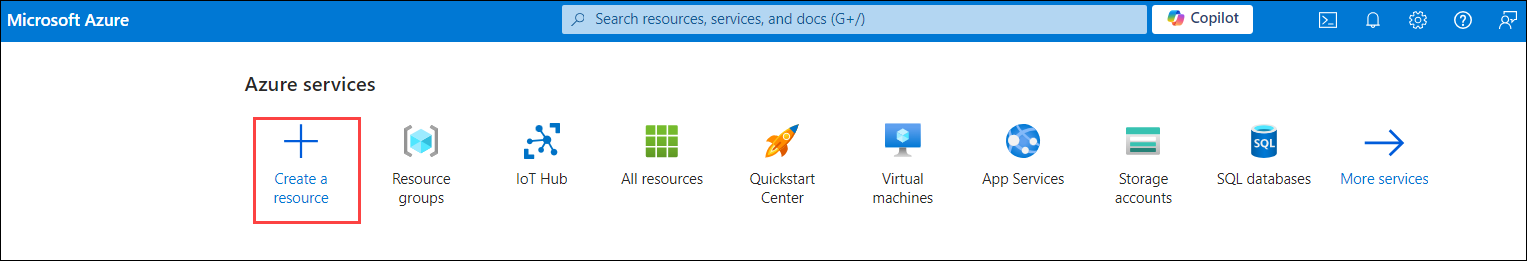 Microsoft Azure
Search resources, services, and docs (G+/)
Copilot
Azure services
Create a
resource
Resource
groups
IoT Hub
All resources
Quickstart
Center
Virtual
machines
App Services
Storage
accounts
SQL
SQL databases
More services